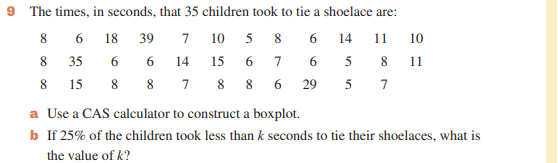 9 The times, in seconds, that 35 children took to tie a shoelace are:
8 6 18 39 7 10 5 8 6 14 11 10
8 35 6 6 14 15 6 7 6 5 8 11
8 15 8 8 7 8 8 6 29 5 7
a Use a CAS calculator to construct a boxplot.
b If 25% of the children took less than k seconds to tie their shoelaces, what is
the value of k?